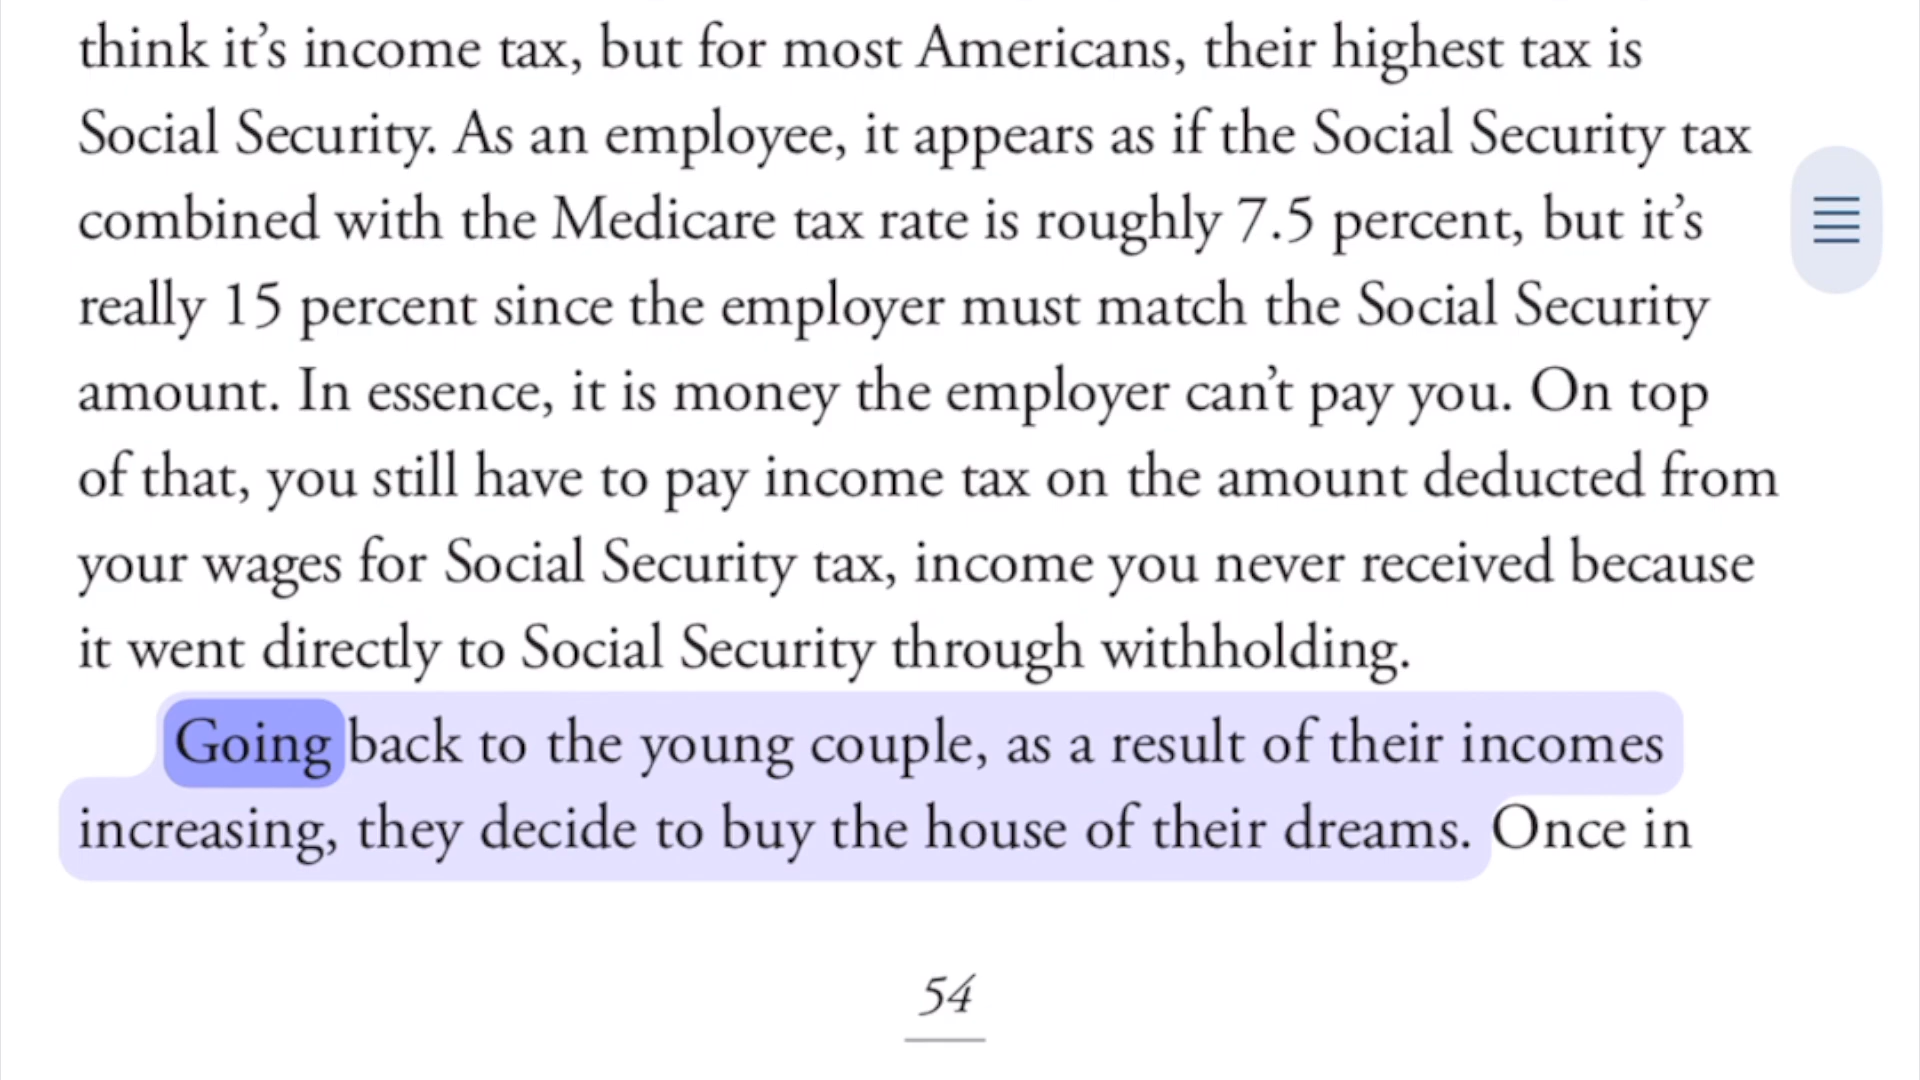 think it’s income tax, but for most Americans, their highest tax is
Social Security. As an employee, it appears as if the Social Security tax
combined with the Medicare tax rate is roughly 7.5 percent, but it’s
really 15 percent since the employer must match the Social Security
amount. In essence, it is money the employer can’t pay you. On top
of that, you still have to pay income tax on the amount deducted from
your wages for Social Security tax, income you never received because
it went directly to Social Security through withholding.
Going back to the young couple, as a result of their incomes
increasing, they decide to buy the house of their dreams. Once in
54